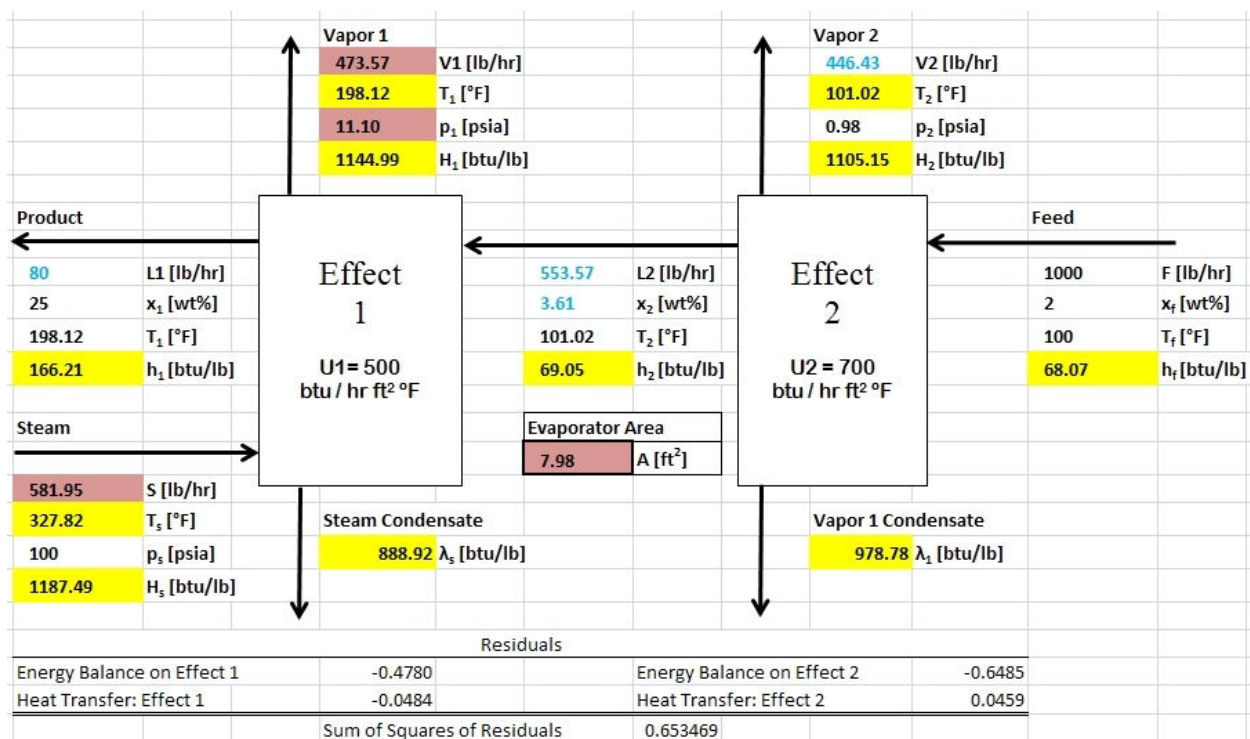 Vapor 1 Vapor 2
473.57 V1 [lb/hr] 446.43 V2 [lb/hr]
198.12 T₁ [°F] 101.02 T₂ [°F]
11.10 p₁ [psia] 0.98 p₂ [psia]
1144.99 H₁ [btu/lb] 1105.15 H₂ [btu/lb]
Product Feed
80 L1 [lb/hr] 553.57 L2 [lb/hr] 1000 F [lb/hr]
25 x₁ [wt%] 3.61 x₂ [wt%] 2 x_f [wt%]
198.12 T₁ [°F] 101.02 T₂ [°F] 100 T_f [°F]
166.21 h₁ [btu/lb] 69.05 h₂ [btu/lb] 68.07 h_f [btu/lb]
Effect
1
U1= 500
btu / hr ft² ºF
Effect
2
U2 = 700
btu / hr ft² ºF
Steam Evaporator Area
7.98 A [ft²]
581.95 S [lb/hr]
327.82 Tₛ [°F] Steam Condensate Vapor 1 Condensate
100 pₛ [psia] 888.92 λₛ [btu/lb] 978.78 λ₁ [btu/lb]
1187.49 Hₛ [btu/lb]
Residuals
Energy Balance on Effect 1 -0.4780 Energy Balance on Effect 2 -0.6485
Heat Transfer: Effect 1 -0.0484 Heat Transfer: Effect 2 0.0459
Sum of Squares of Residuals 0.653469